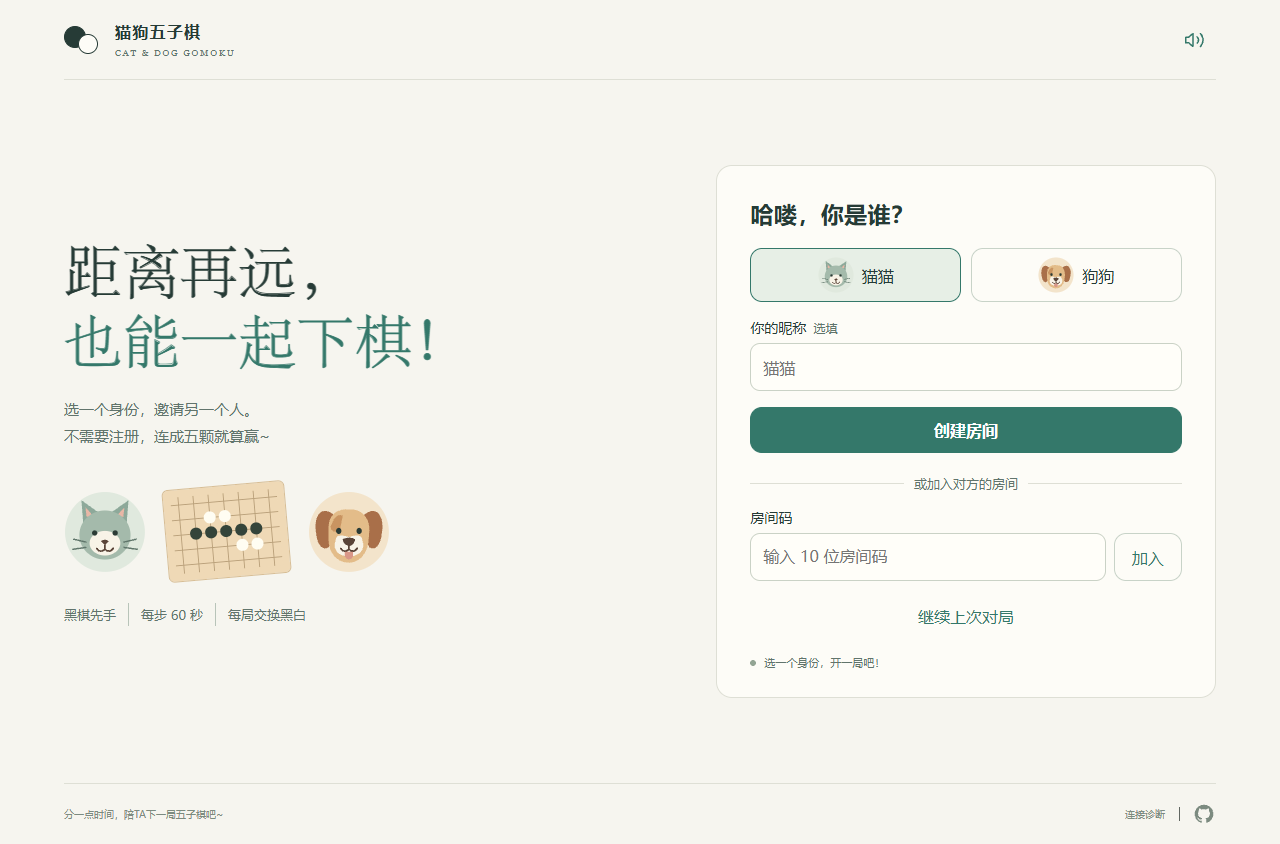 猫狗五子棋
CAT & DOG GOMOKU
距离再远，
也能一起下棋！
选一个身份，邀请另一个人。
不需要注册，连成五颗就算赢~
黑棋先手
每步 60 秒
每局交换黑白
哈喽，你是谁？
猫猫
狗狗
你的昵称 选填
猫猫
创建房间
或加入对方的房间
房间码
输入 10 位房间码
加入
继续上次对局
选一个身份，开一局吧！
分一点时间，陪TA下一局五子棋吧~
连接诊断